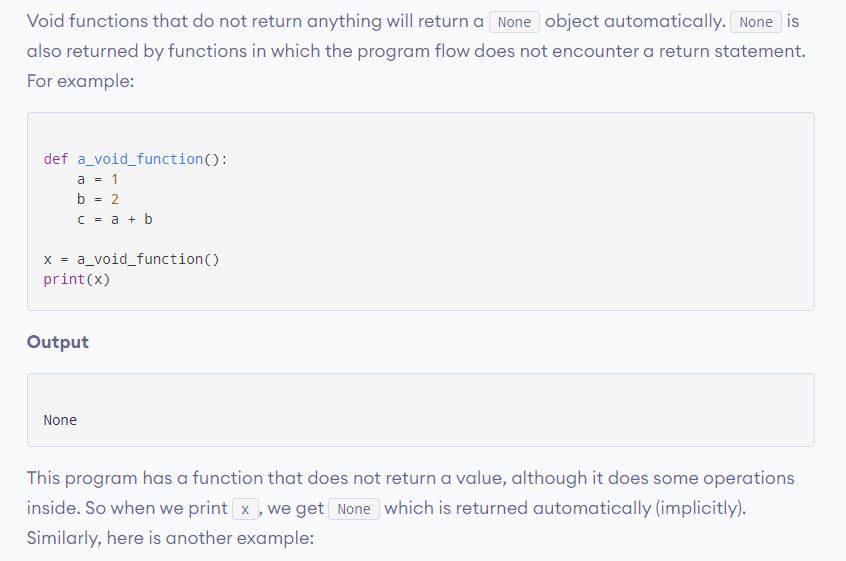 Void functions that do not return anything will return a None object automatically. None is
also returned by functions in which the program flow does not encounter a return statement.
For example:
def a_void_function():
    a = 1
    b = 2
    c = a + b
x = a_void_function()
print(x)
Output
None
This program has a function that does not return a value, although it does some operations
inside. So when we print x , we get None which is returned automatically (implicitly).
Similarly, here is another example: